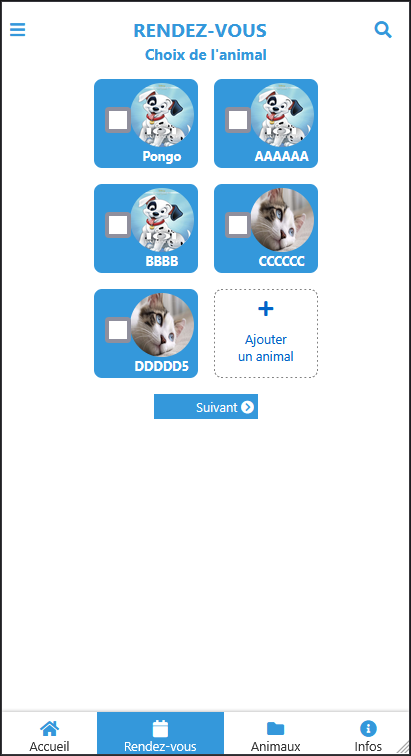 RENDEZ-VOUS
Choix de l'animal
Pongo
AAAAAA
BBBB
CCCCCC
DDDDD5
Ajouter
un animal
Suivant
Accueil
Rendez-vous
Animaux
Infos